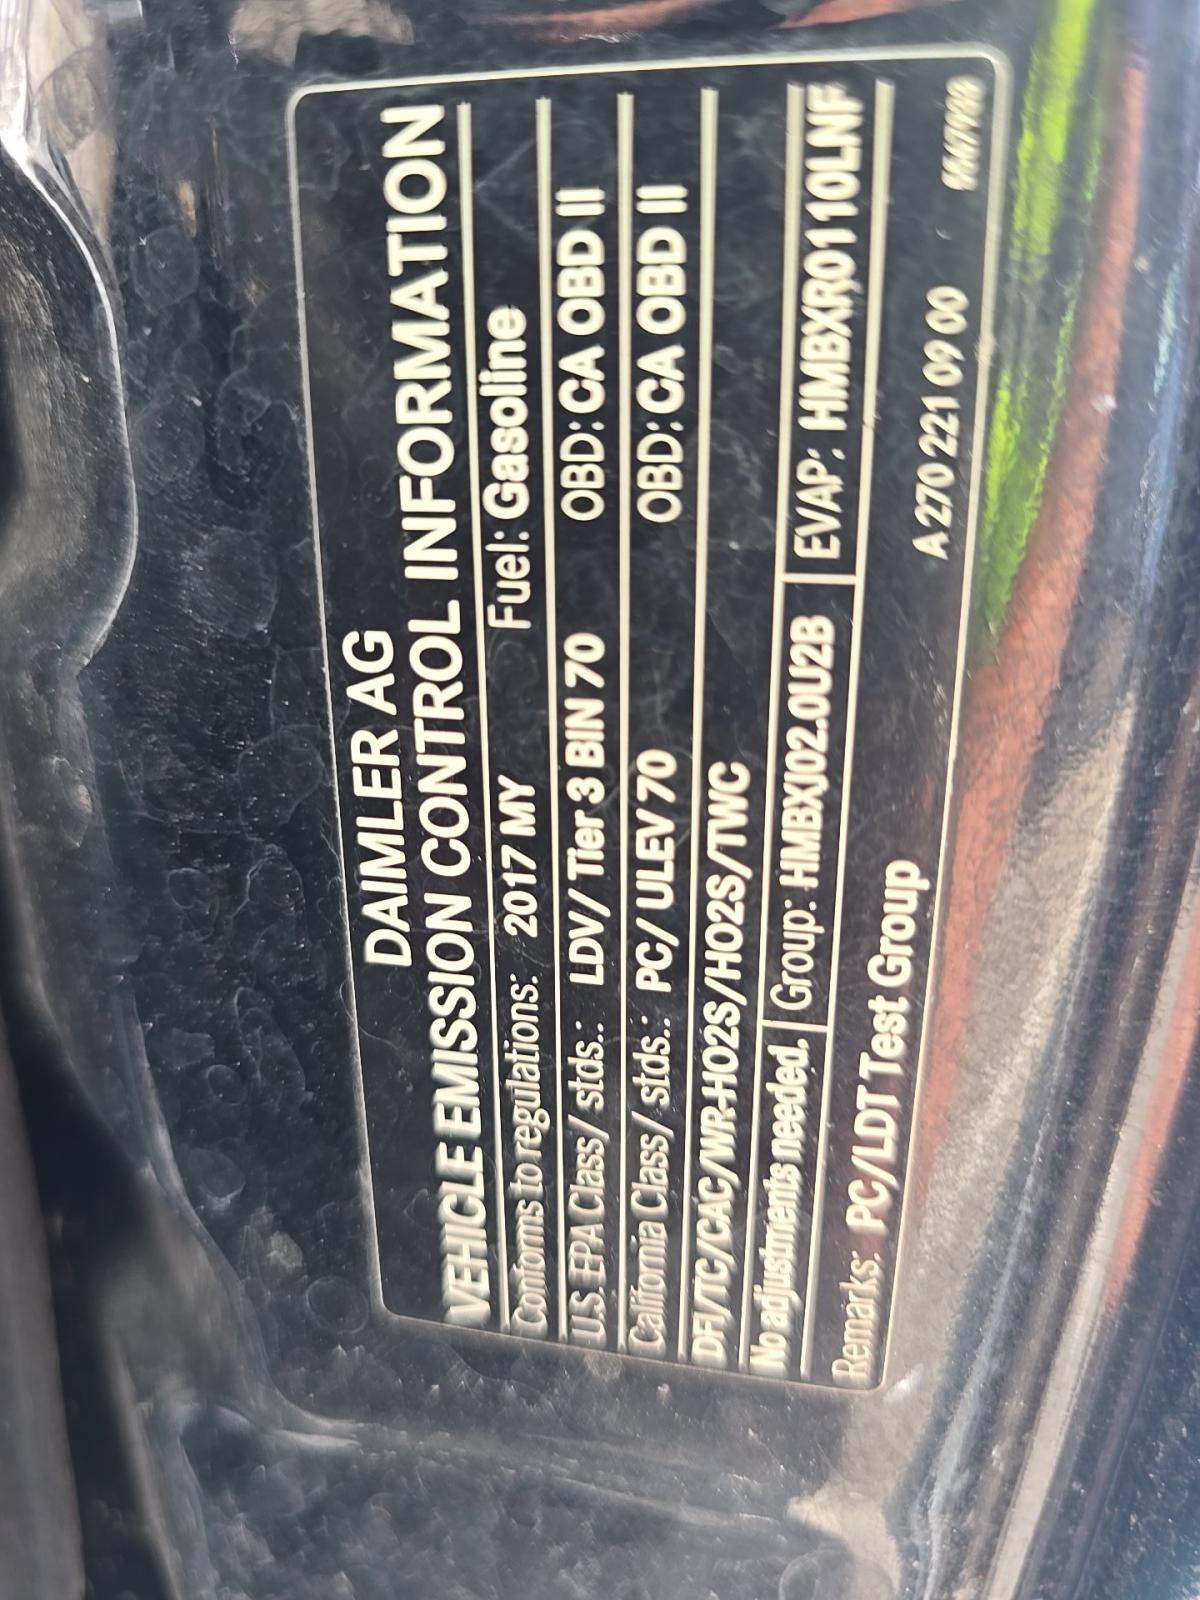 DAIMLER AG
VEHICLE EMISSION CONTROL INFORMATION
Conforms to regulations: 2017 MY Fuel: Gasoline
U.S. EPA Class/ stds.: LDV/ Tier 3 BIN 70 OBD: CA OBD II
California Class/ stds.: PC/ ULEV 70 OBD: CA OBD II
DFI/TC/CAC/WR-HO2S/HO2S/TWC
No adjustments needed. Group: HMBXJ02.0U2B EVAP: HMBXR0110LNF
Remarks: PC/LDT Test Group
A 270 221 09 00